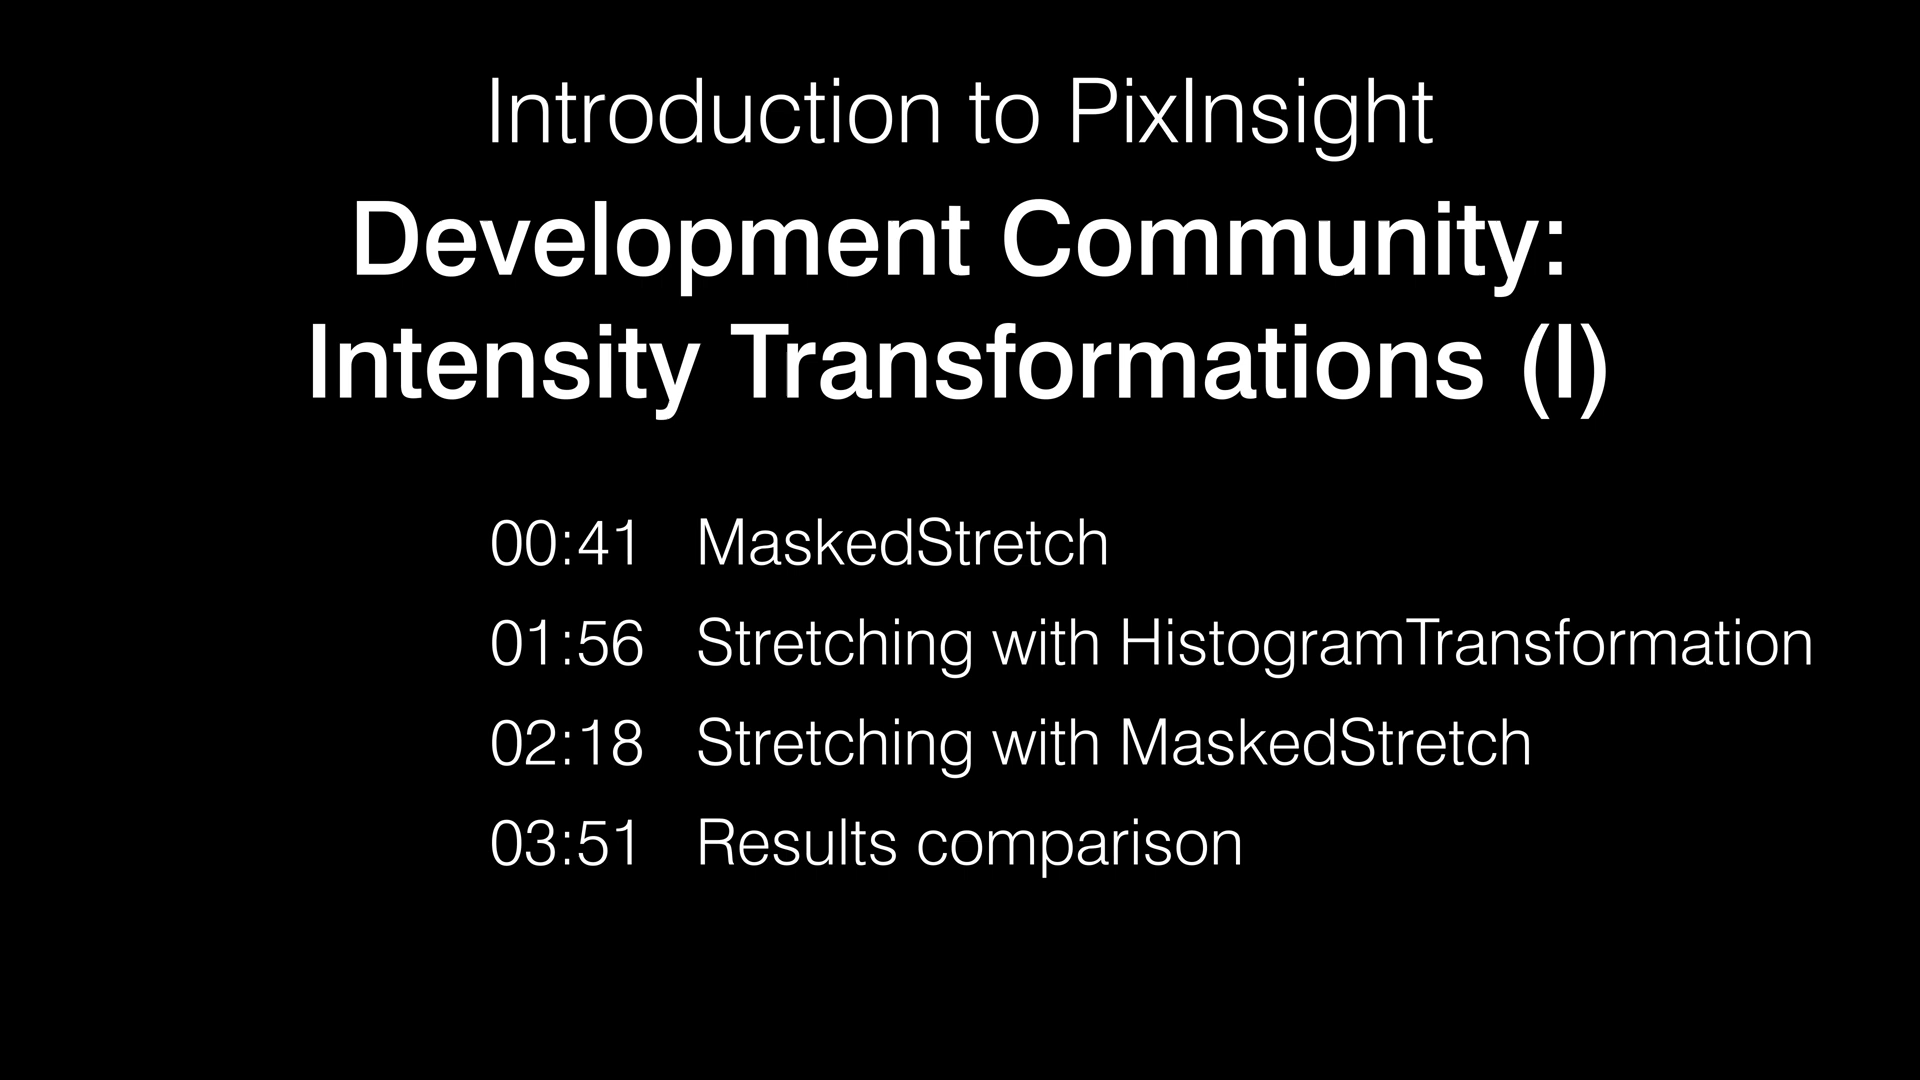 Introduction to PixInsight
Development Community:
Intensity Transformations (I)
00:41 MaskedStretch
01:56 Stretching with HistogramTransformation
02:18 Stretching with MaskedStretch
03:51 Results comparison